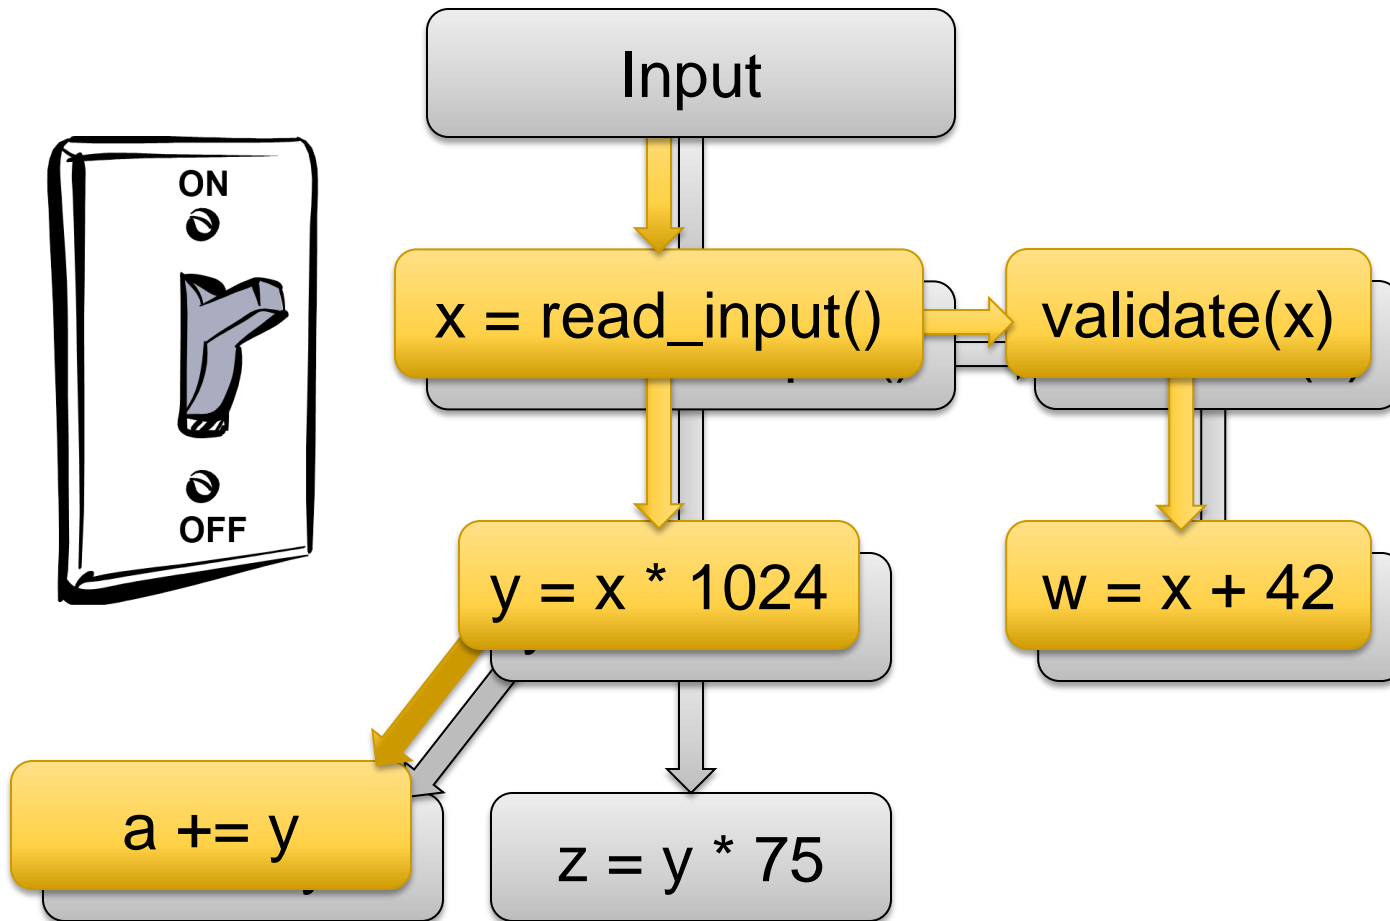 Input
ON
x = read_input()
validate(x)
OFF
y = x * 1024
w = x + 42
a += y
z = y * 75